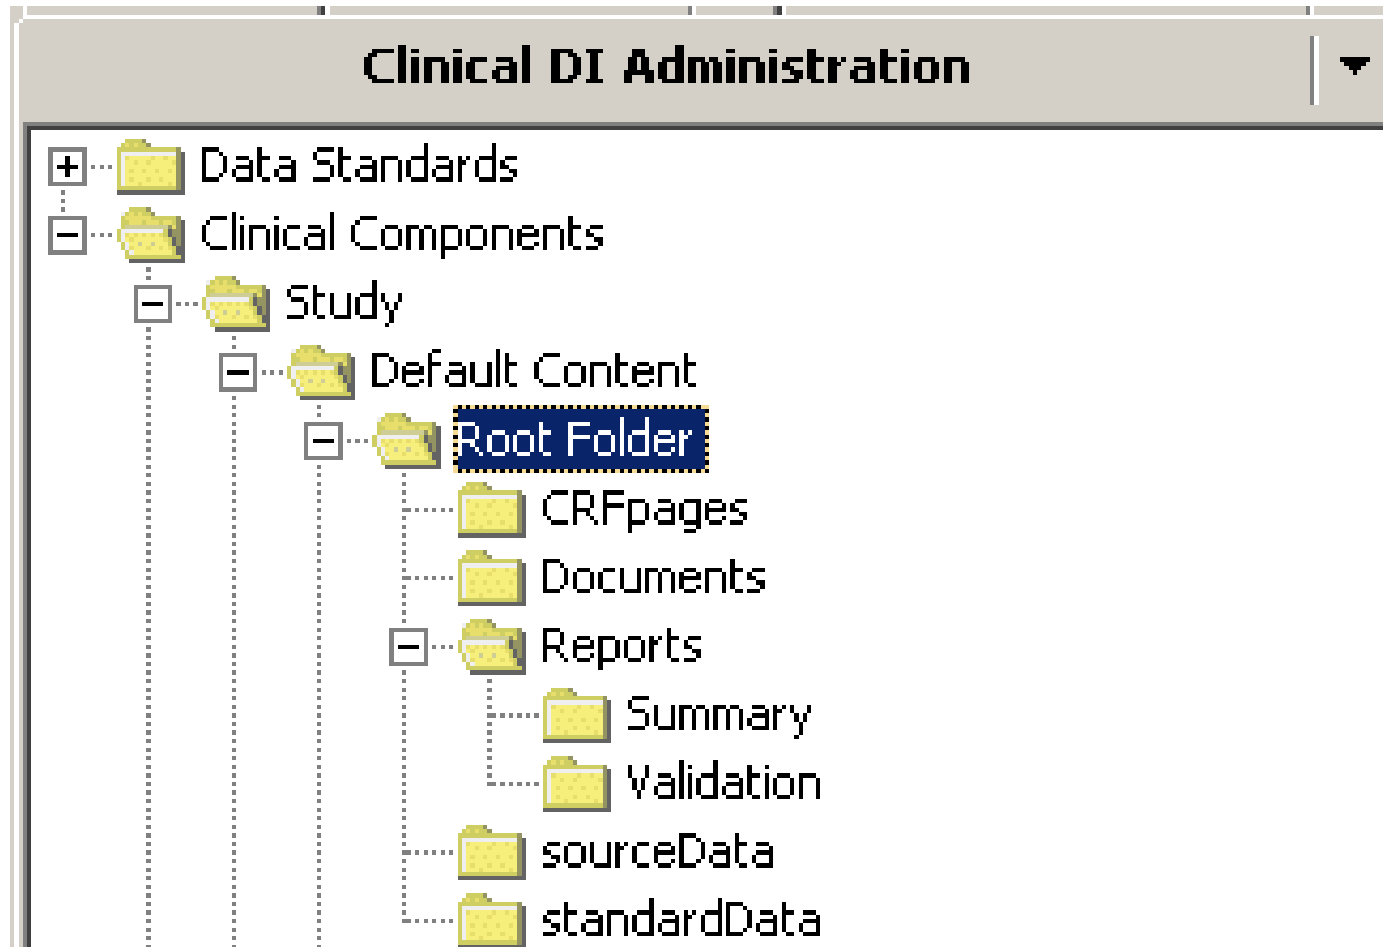 Clinical DI Administration
Data Standards
Clinical Components
Study
Default Content
Root Folder
CRFpages
Documents
Reports
Summary
Validation
sourceData
standardData